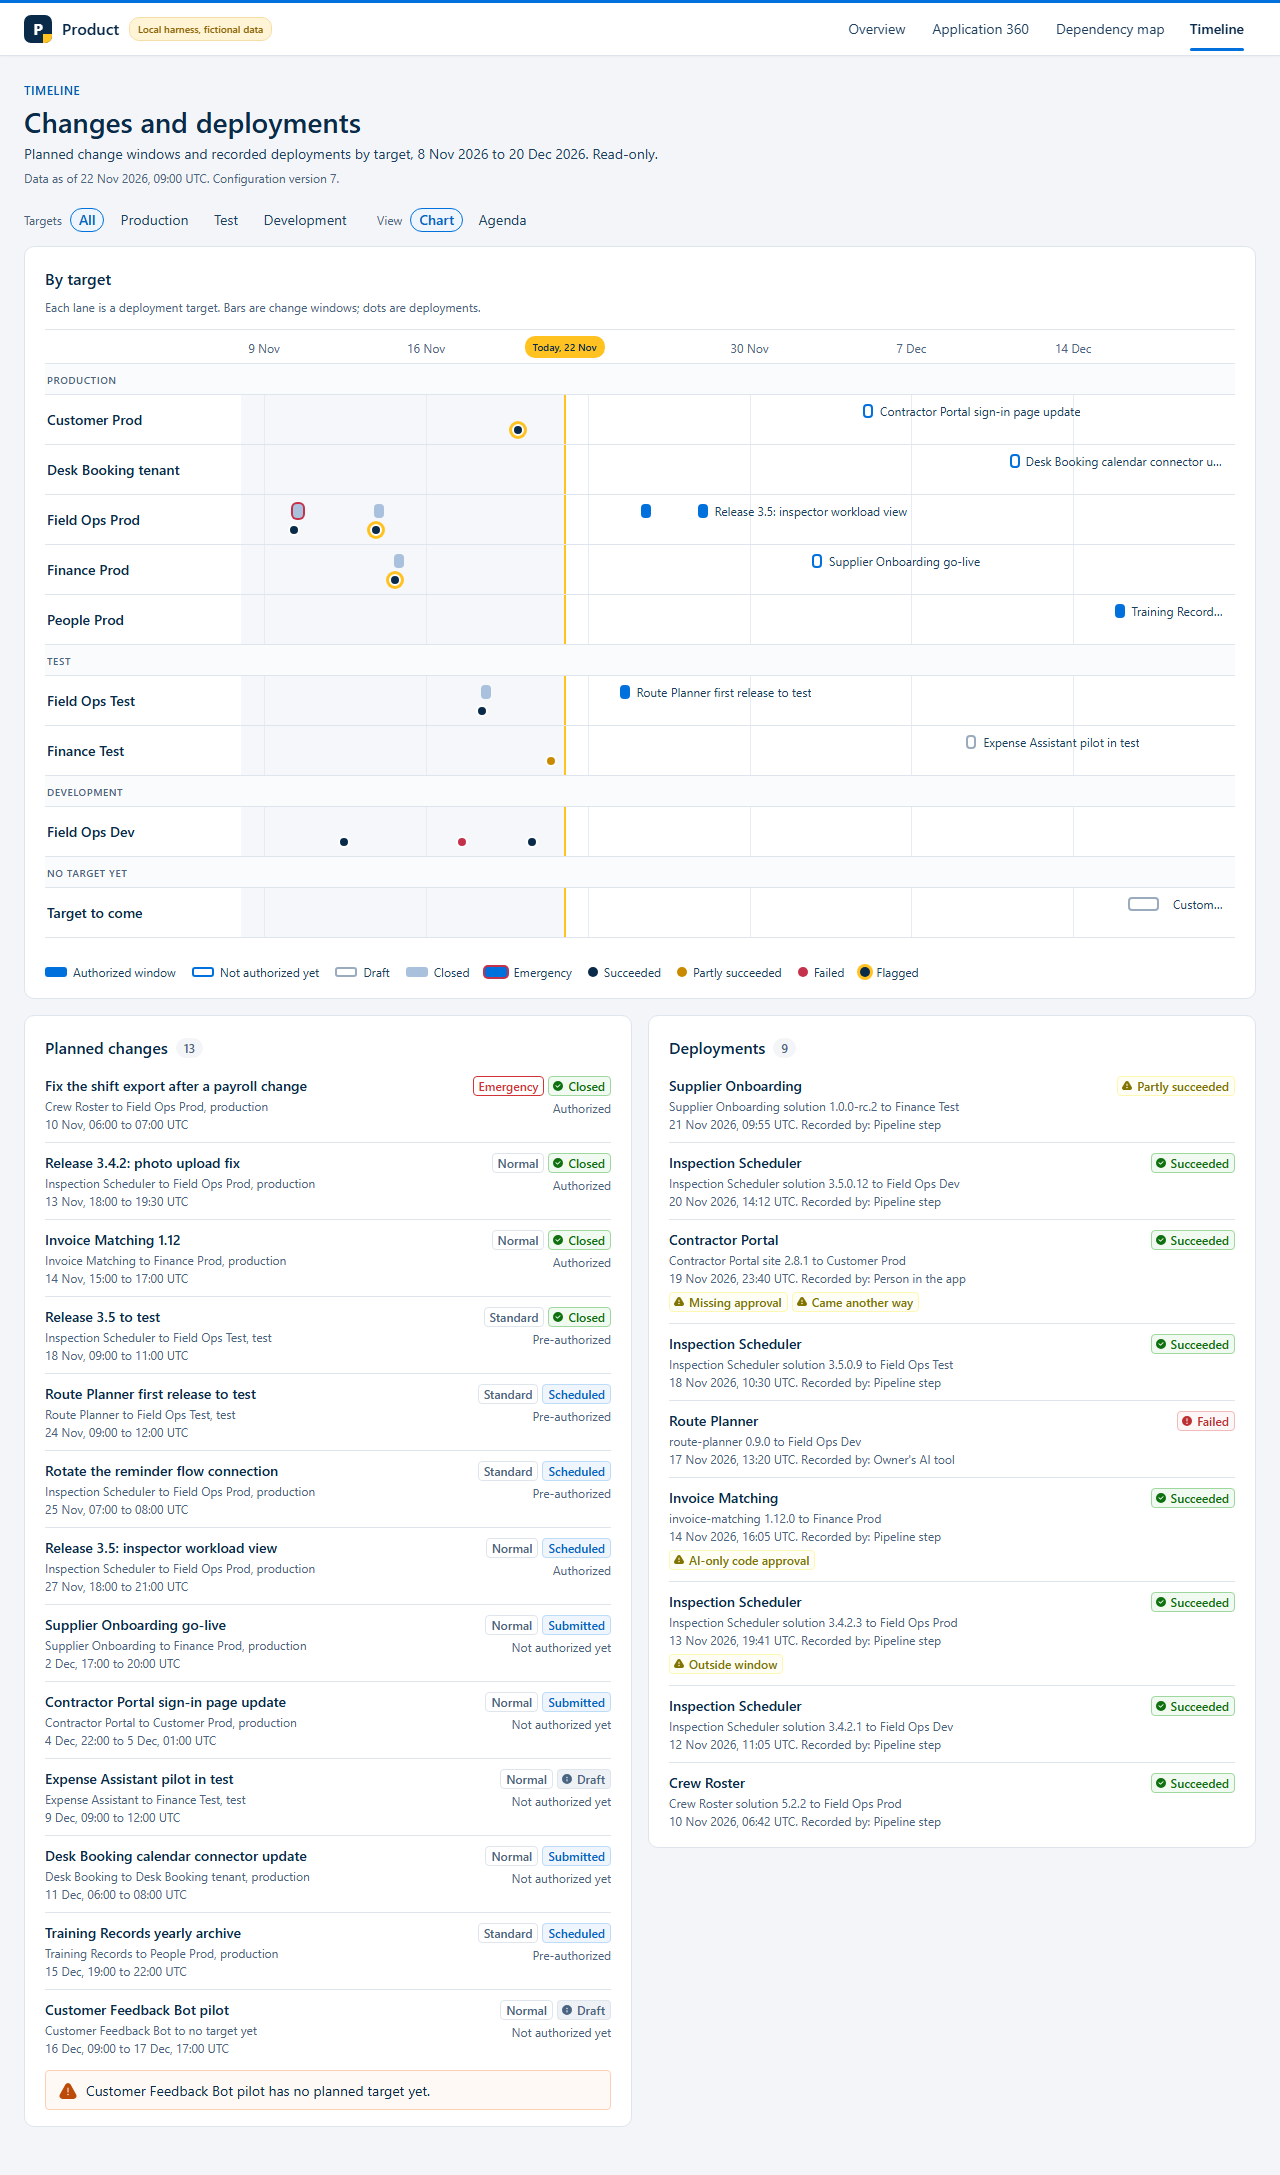 P Product Local harness, fictional data Overview Application 360 Dependency map Timeline
TIMELINE
Changes and deployments
Planned change windows and recorded deployments by target, 8 Nov 2026 to 20 Dec 2026. Read-only.
Data as of 22 Nov 2026, 09:00 UTC. Configuration version 7.
Targets All Production Test Development View Chart Agenda
By target
Each lane is a deployment target. Bars are change windows; dots are deployments.
9 Nov 16 Nov Today, 22 Nov 30 Nov 7 Dec 14 Dec
PRODUCTION
Customer Prod Contractor Portal sign-in page update
Desk Booking tenant Desk Booking calendar connector u...
Field Ops Prod Release 3.5: inspector workload view
Finance Prod Supplier Onboarding go-live
People Prod Training Record...
TEST
Field Ops Test Route Planner first release to test
Finance Test Expense Assistant pilot in test
DEVELOPMENT
Field Ops Dev
NO TARGET YET
Target to come Custom...
Authorized window Not authorized yet Draft Closed Emergency Succeeded Partly succeeded Failed Flagged
Planned changes 13
Fix the shift export after a payroll change Emergency Closed
Crew Roster to Field Ops Prod, production Authorized
10 Nov, 06:00 to 07:00 UTC
Release 3.4.2: photo upload fix Normal Closed
Inspection Scheduler to Field Ops Prod, production Authorized
13 Nov, 18:00 to 19:30 UTC
Invoice Matching 1.12 Normal Closed
Invoice Matching to Finance Prod, production Authorized
14 Nov, 15:00 to 17:00 UTC
Release 3.5 to test Standard Closed
Inspection Scheduler to Field Ops Test, test Pre-authorized
18 Nov, 09:00 to 11:00 UTC
Route Planner first release to test Standard Scheduled
Route Planner to Field Ops Test, test Pre-authorized
24 Nov, 09:00 to 12:00 UTC
Rotate the reminder flow connection Standard Scheduled
Inspection Scheduler to Field Ops Prod, production Pre-authorized
25 Nov, 07:00 to 08:00 UTC
Release 3.5: inspector workload view Normal Scheduled
Inspection Scheduler to Field Ops Prod, production Authorized
27 Nov, 18:00 to 21:00 UTC
Supplier Onboarding go-live Normal Submitted
Supplier Onboarding to Finance Prod, production Not authorized yet
2 Dec, 17:00 to 20:00 UTC
Contractor Portal sign-in page update Normal Submitted
Contractor Portal to Customer Prod, production Not authorized yet
4 Dec, 22:00 to 5 Dec, 01:00 UTC
Expense Assistant pilot in test Normal Draft
Expense Assistant to Finance Test, test Not authorized yet
9 Dec, 09:00 to 12:00 UTC
Desk Booking calendar connector update Normal Submitted
Desk Booking to Desk Booking tenant, production Not authorized yet
11 Dec, 06:00 to 08:00 UTC
Training Records yearly archive Standard Scheduled
Training Records to People Prod, production Pre-authorized
15 Dec, 19:00 to 22:00 UTC
Customer Feedback Bot pilot Normal Draft
Customer Feedback Bot to no target yet Not authorized yet
16 Dec, 09:00 to 17 Dec, 17:00 UTC
Customer Feedback Bot pilot has no planned target yet.
Deployments 9
Supplier Onboarding Partly succeeded
Supplier Onboarding solution 1.0.0-rc.2 to Finance Test
21 Nov 2026, 09:55 UTC. Recorded by: Pipeline step
Inspection Scheduler Succeeded
Inspection Scheduler solution 3.5.0.12 to Field Ops Dev
20 Nov 2026, 14:12 UTC. Recorded by: Pipeline step
Contractor Portal Succeeded
Contractor Portal site 2.8.1 to Customer Prod
19 Nov 2026, 23:40 UTC. Recorded by: Person in the app
Missing approval Came another way
Inspection Scheduler Succeeded
Inspection Scheduler solution 3.5.0.9 to Field Ops Test
18 Nov 2026, 10:30 UTC. Recorded by: Pipeline step
Route Planner Failed
route-planner 0.9.0 to Field Ops Dev
17 Nov 2026, 13:20 UTC. Recorded by: Owner's AI tool
Invoice Matching Succeeded
invoice-matching 1.12.0 to Finance Prod
14 Nov 2026, 16:05 UTC. Recorded by: Pipeline step
AI-only code approval
Inspection Scheduler Succeeded
Inspection Scheduler solution 3.4.2.3 to Field Ops Prod
13 Nov 2026, 19:41 UTC. Recorded by: Pipeline step
Outside window
Inspection Scheduler Succeeded
Inspection Scheduler solution 3.4.2.1 to Field Ops Dev
12 Nov 2026, 11:05 UTC. Recorded by: Pipeline step
Crew Roster Succeeded
Crew Roster solution 5.2.2 to Field Ops Prod
10 Nov 2026, 06:42 UTC. Recorded by: Pipeline step